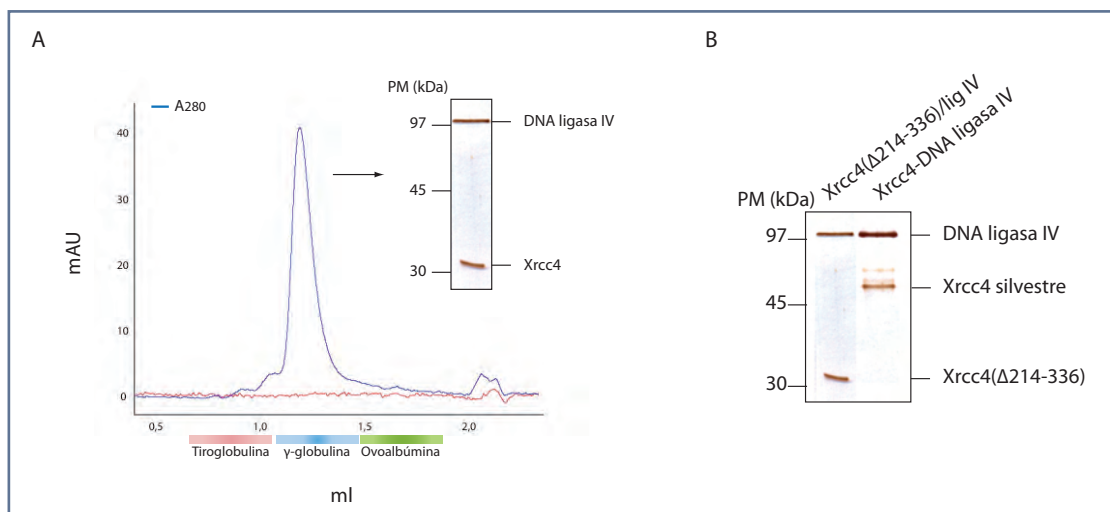 A
A280
mAU
40
30
20
10
0
0,5
1,0
1,5
2,0
Tiroglobulina
γ-globulina
Ovoalbúmina
ml
PM (kDa)
97
45
30
DNA ligasa IV
Xrcc4
B
Xrcc4(Δ214-336)/lig IV
Xrcc4-DNA ligasa IV
PM (kDa)
97
45
30
DNA ligasa IV
Xrcc4 silvestre
Xrcc4(Δ214-336)